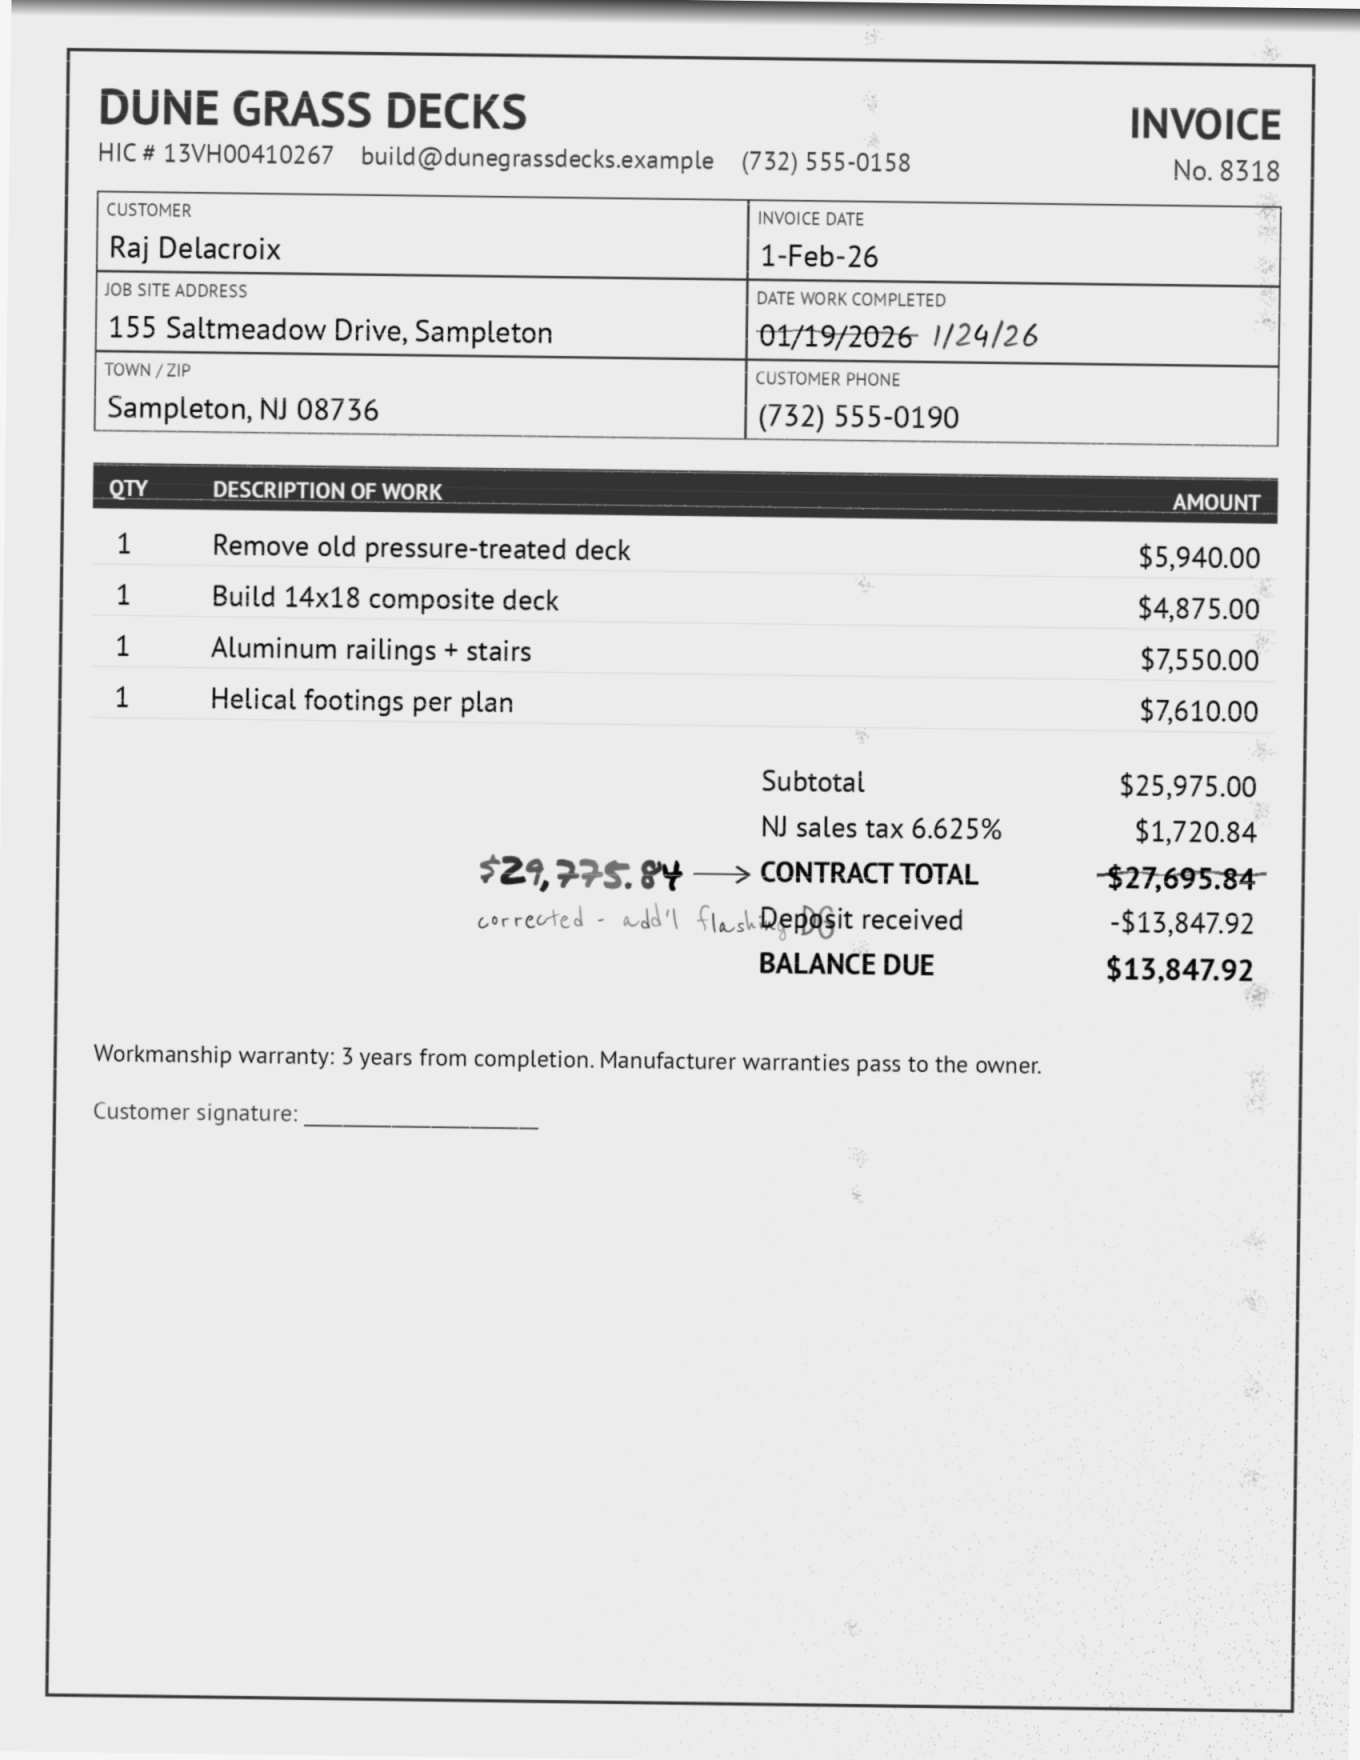 DUNE GRASS DECKS
INVOICE
HIC # 13VH00410267 build@dunegrassdecks.example (732) 555-0158
No. 8318
CUSTOMER
Raj Delacroix
INVOICE DATE
1-Feb-26
JOB SITE ADDRESS
155 Saltmeadow Drive, Sampleton
DATE WORK COMPLETED
01/19/2026 1/24/26
TOWN / ZIP
Sampleton, NJ 08736
CUSTOMER PHONE
(732) 555-0190
QTY DESCRIPTION OF WORK AMOUNT
1 Remove old pressure-treated deck $5,940.00
1 Build 14x18 composite deck $4,875.00
1 Aluminum railings + stairs $7,550.00
1 Helical footings per plan $7,610.00
Subtotal $25,975.00
NJ sales tax 6.625% $1,720.84
$29,775.84 → CONTRACT TOTAL $27,695.84
corrected - add'l flashing DG
Deposit received -$13,847.92
BALANCE DUE $13,847.92
Workmanship warranty: 3 years from completion. Manufacturer warranties pass to the owner.
Customer signature: